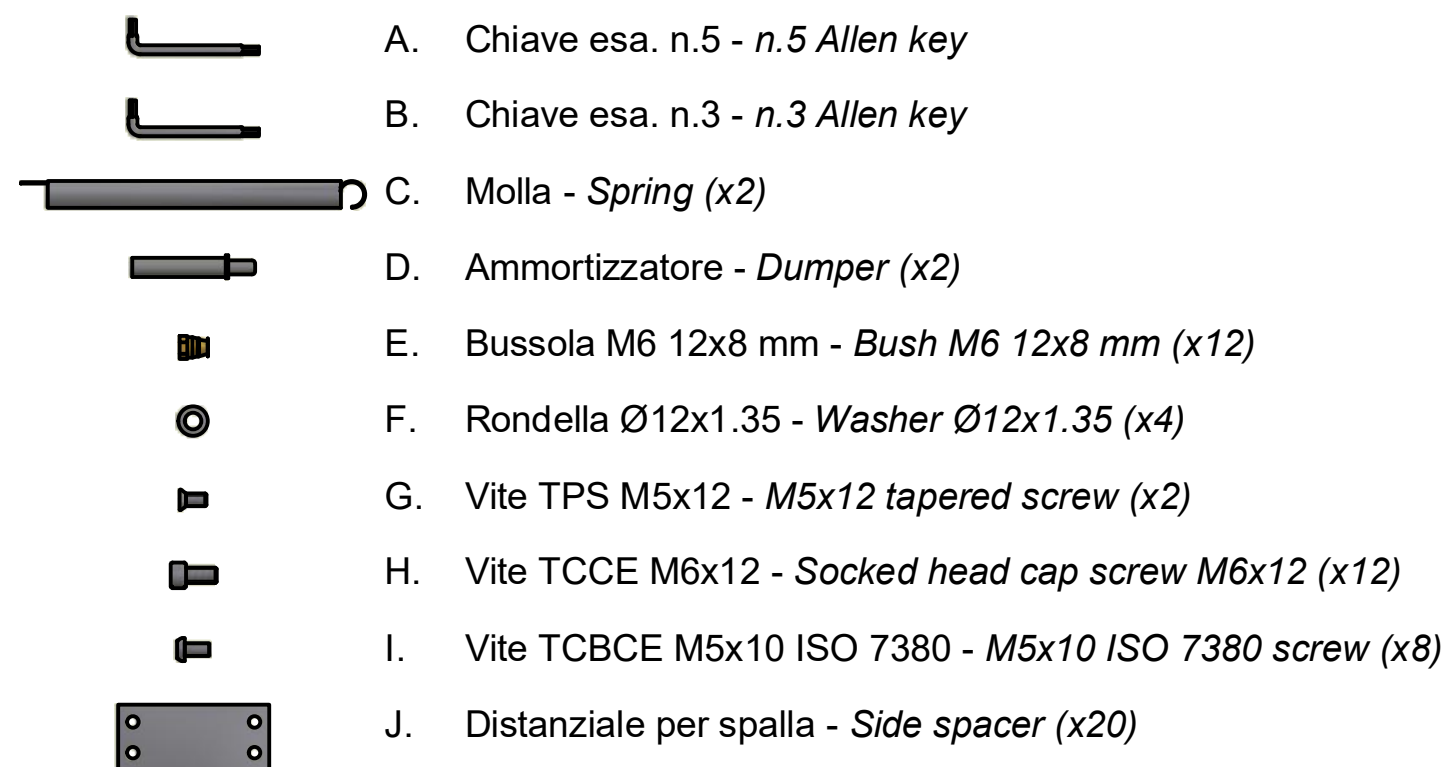 A. Chiave esa. n.5 - n.5 Allen key
B. Chiave esa. n.3 - n.3 Allen key
C. Molla - Spring (x2)
D. Ammortizzatore - Dumper (x2)
E. Bussola M6 12x8 mm - Bush M6 12x8 mm (x12)
F. Rondella Ø12x1.35 - Washer Ø12x1.35 (x4)
G. Vite TPS M5x12 - M5x12 tapered screw (x2)
H. Vite TCCE M6x12 - Socked head cap screw M6x12 (x12)
I. Vite TCBCE M5x10 ISO 7380 - M5x10 ISO 7380 screw (x8)
J. Distanziale per spalla - Side spacer (x20)